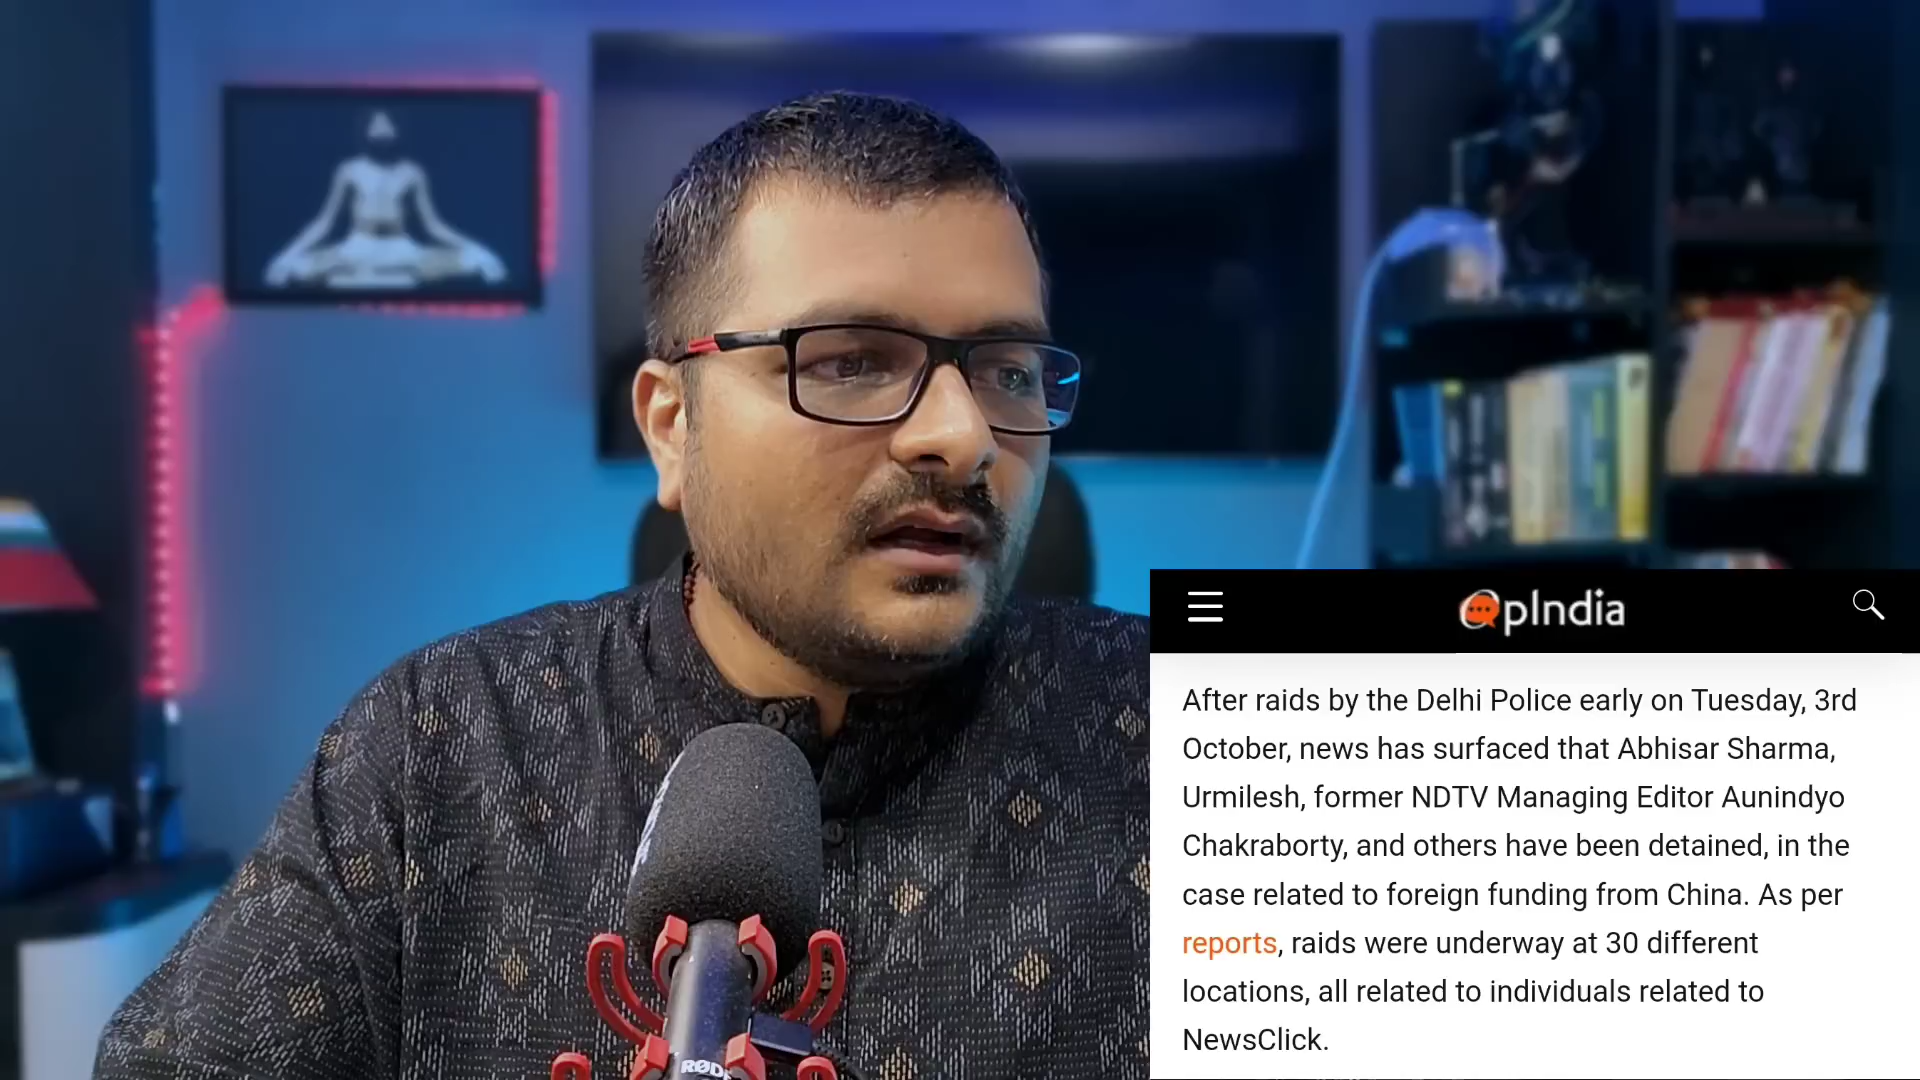 OpIndia
After raids by the Delhi Police early on Tuesday, 3rd
October, news has surfaced that Abhisar Sharma,
Urmilesh, former NDTV Managing Editor Aunindyo
Chakraborty, and others have been detained, in the
case related to foreign funding from China. As per
reports, raids were underway at 30 different
locations, all related to individuals related to
NewsClick.
RØDE